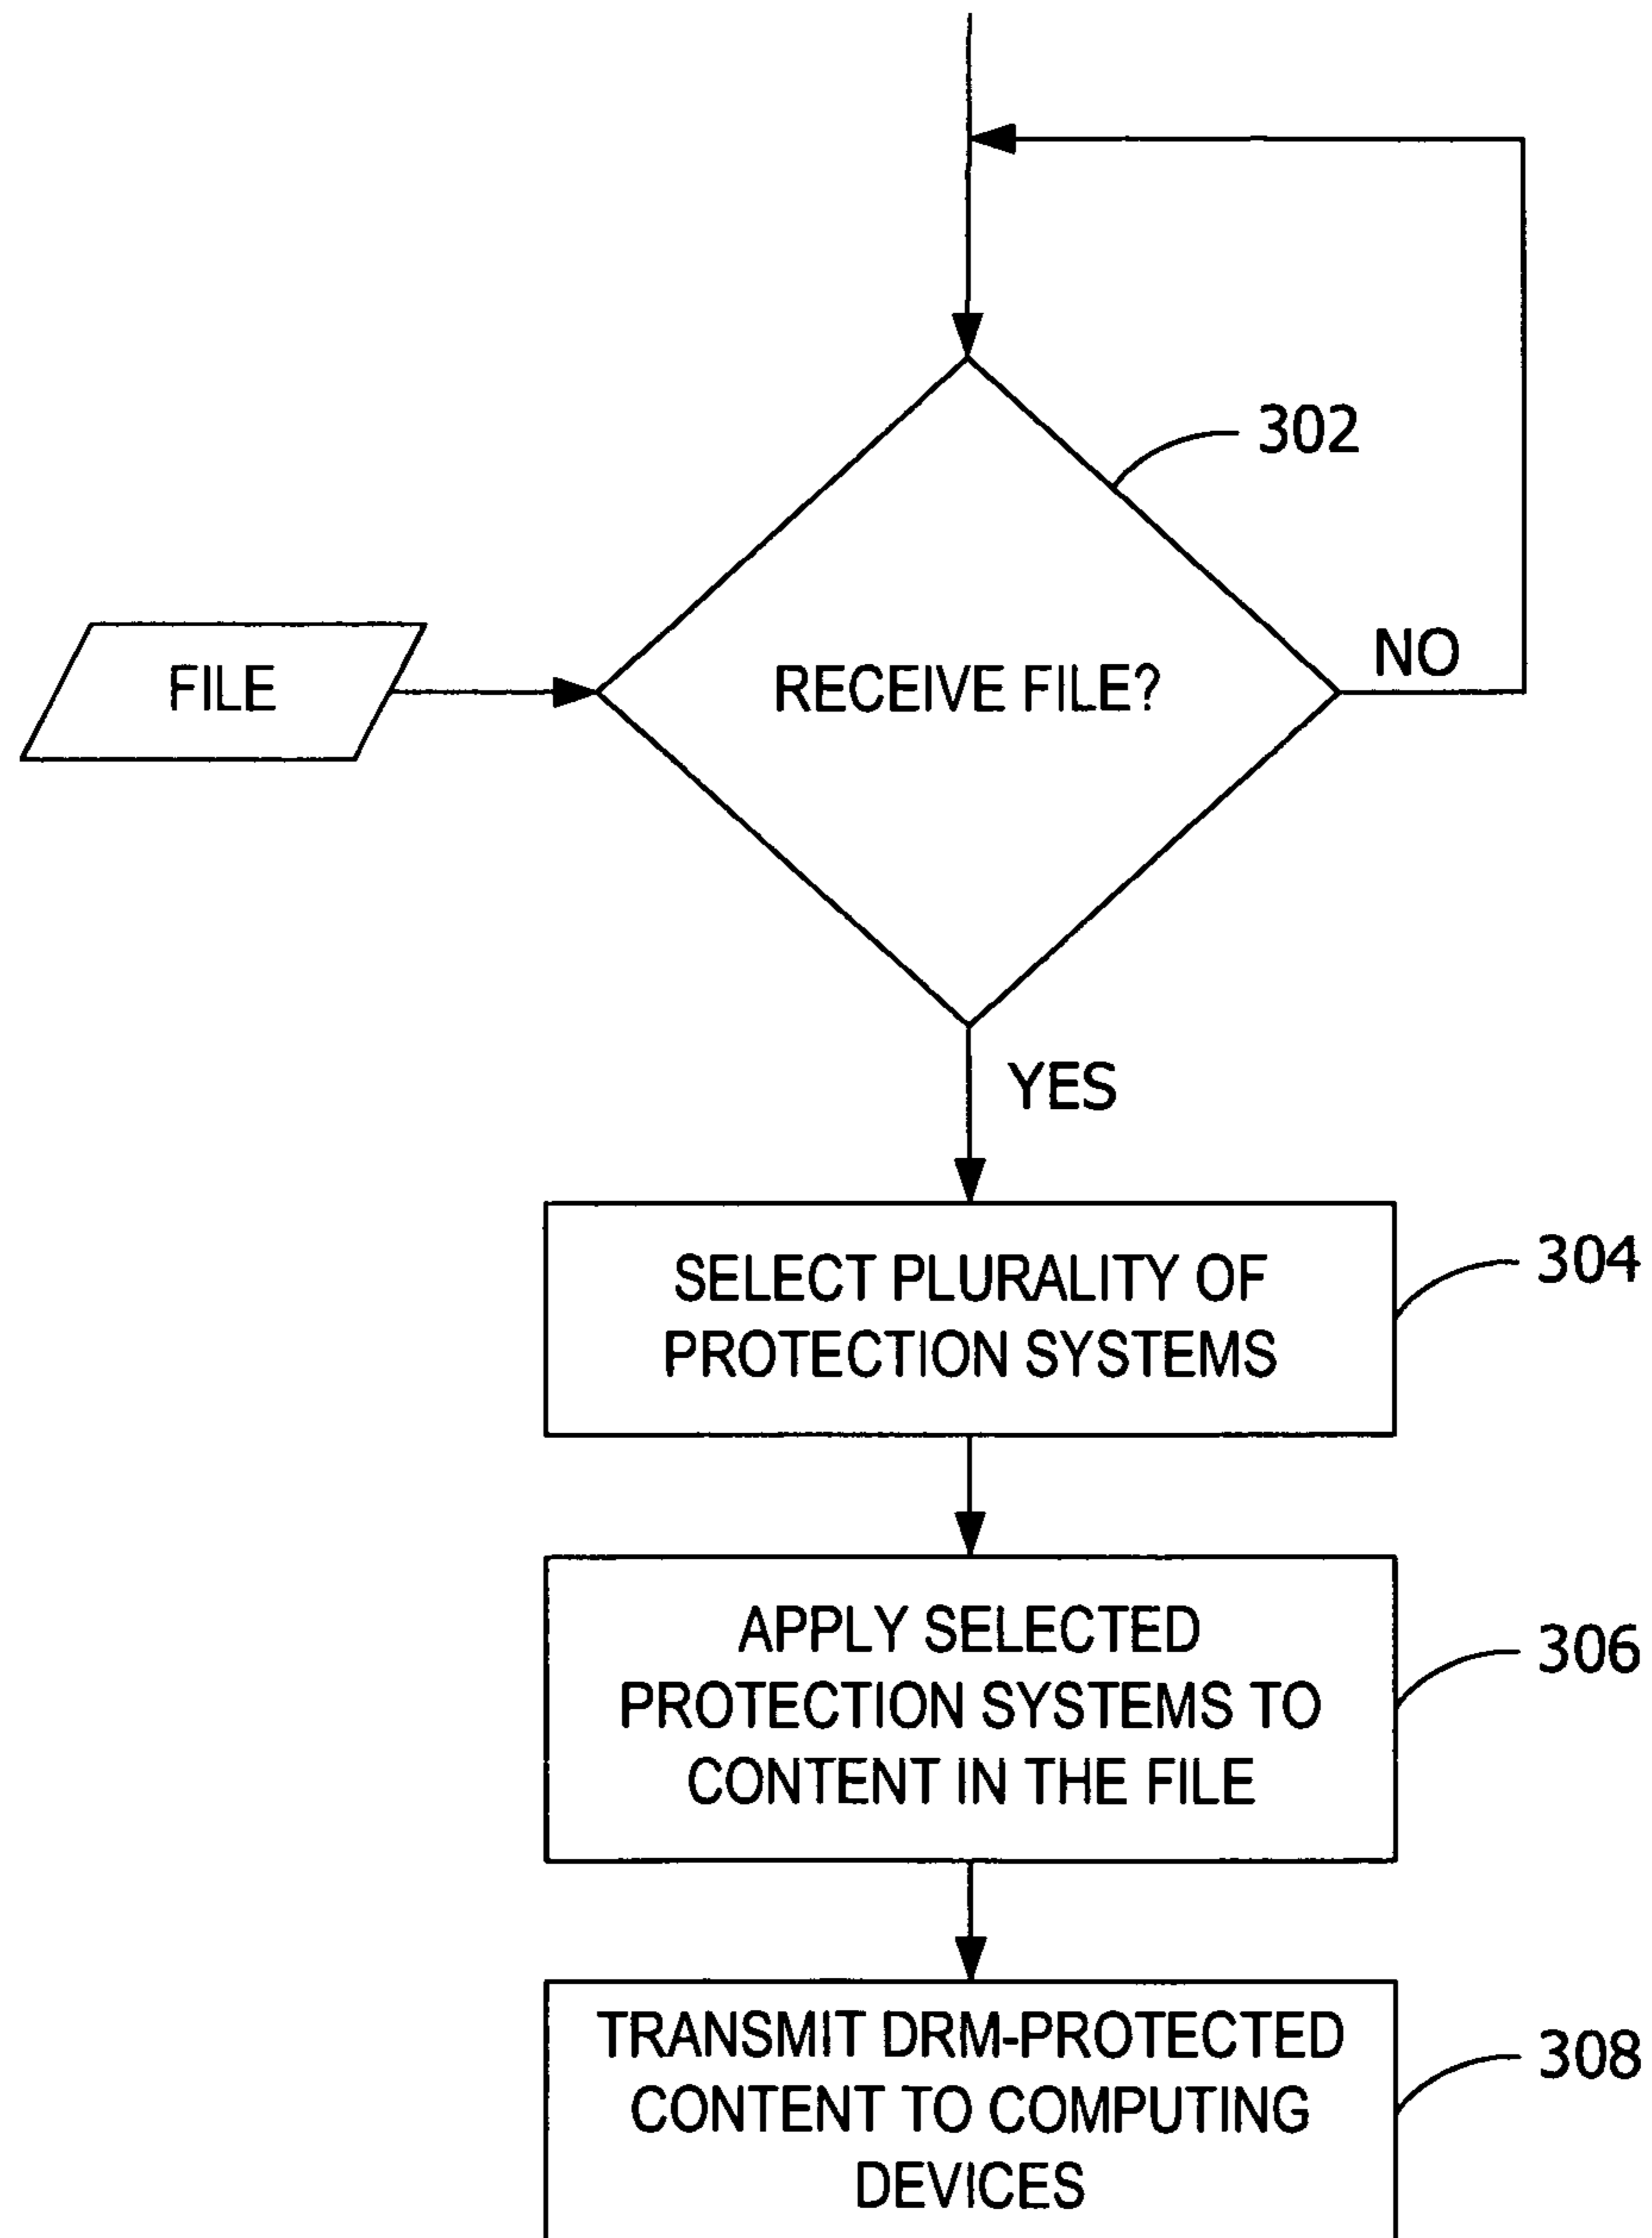 302
FILE
RECEIVE FILE?
NO
YES
SELECT PLURALITY OF
PROTECTION SYSTEMS
304
APPLY SELECTED
PROTECTION SYSTEMS TO
CONTENT IN THE FILE
306
TRANSMIT DRM-PROTECTED
CONTENT TO COMPUTING
DEVICES
308